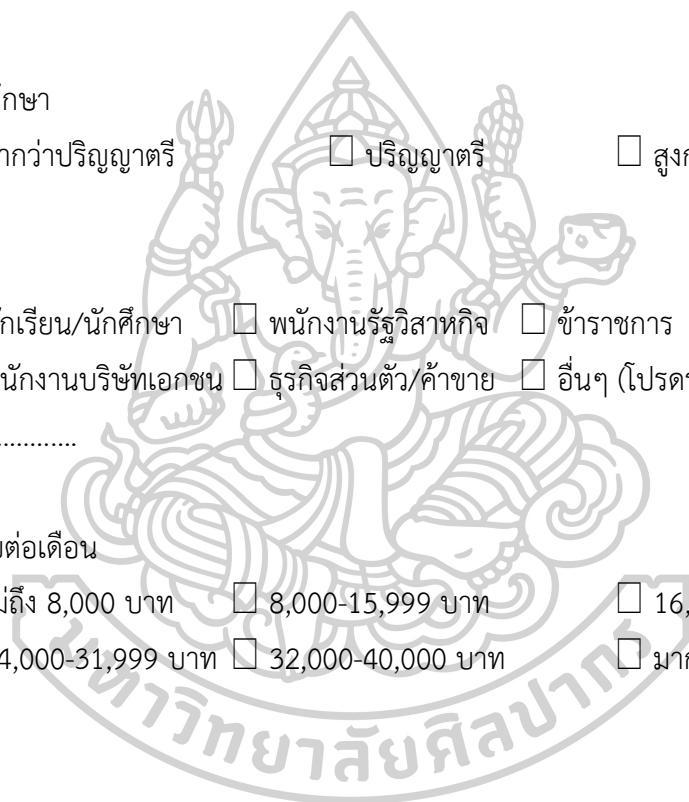 กษา
ากว่าปริญญาตรี ☐ ปริญญาตรี ☐ สูงก
กเรียน/นักศึกษา ☐ พนักงานรัฐวิสาหกิจ ☐ ข้าราชการ
นักงานบริษัทเอกชน ☐ ธุรกิจส่วนตัว/ค้าขาย ☐ อื่นๆ (โปรดร
............
ต่อเดือน
ม่ถึง 8,000 บาท ☐ 8,000-15,999 บาท ☐ 16,
4,000-31,999 บาท ☐ 32,000-40,000 บาท ☐ มาก
มหาวิทยาลัยศิลปากร